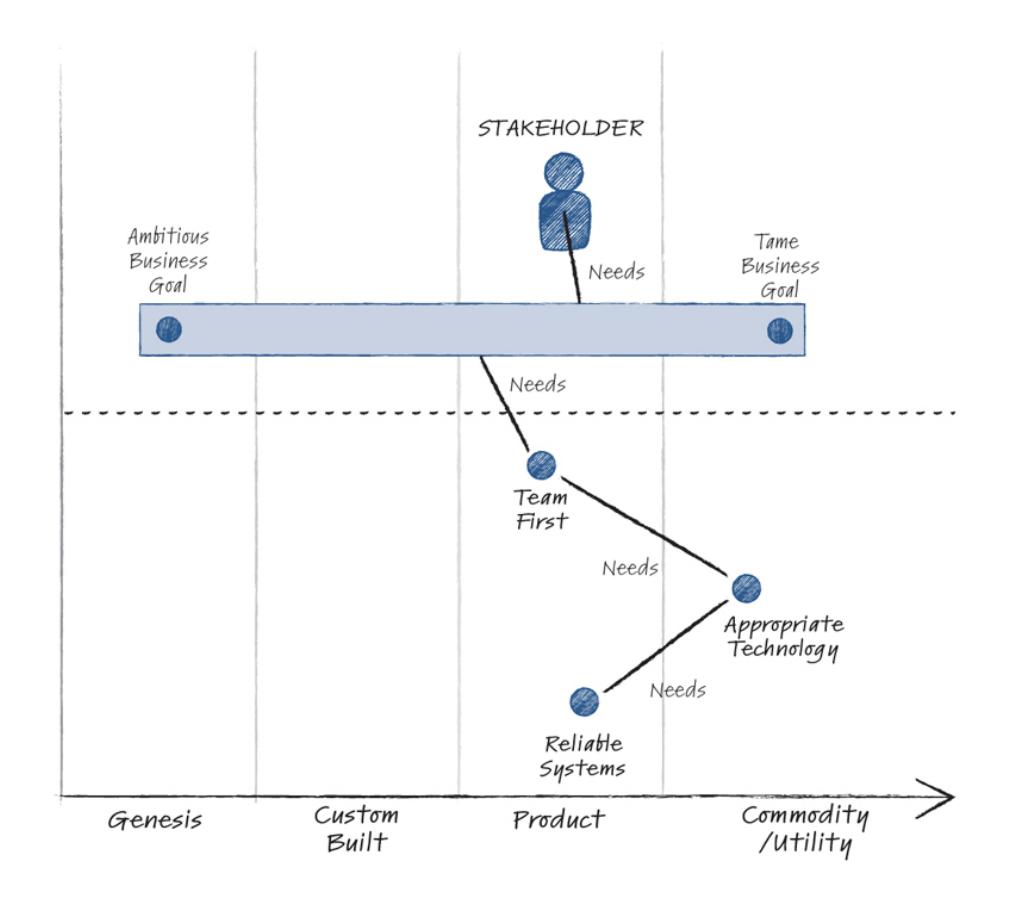 STAKEHOLDER
Ambitious
Business
Goal
Needs
Tame
Business
Goal
Needs
Team
First
Needs
Appropriate
Technology
Needs
Reliable
Systems
Genesis
Custom
Built
Product
Commodity
/Utility